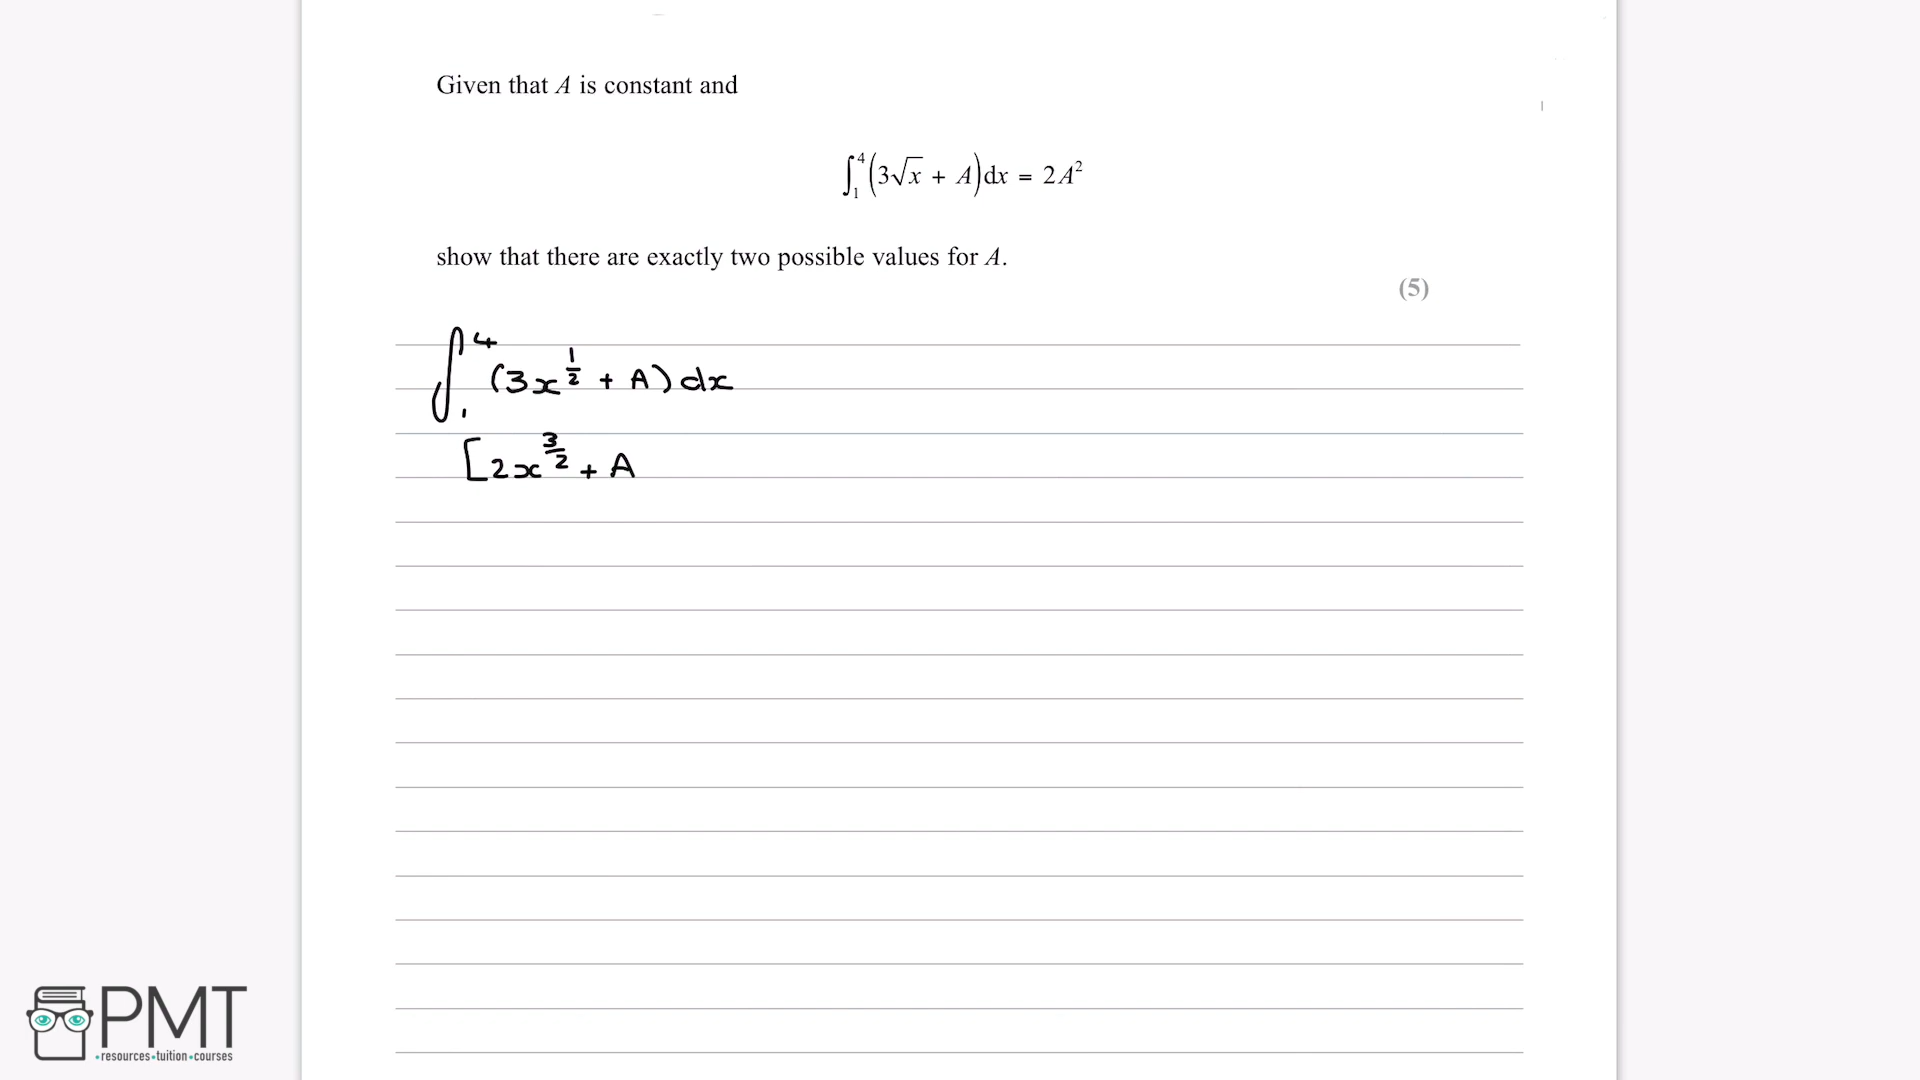 Given that A is constant and
∫₁⁴(3√x + A)dx = 2A²
show that there are exactly two possible values for A.
(5)
∫₁⁴ (3x^(1/2) + A) dx
[2x^(3/2) + A
PMT
•resources•tuition•courses